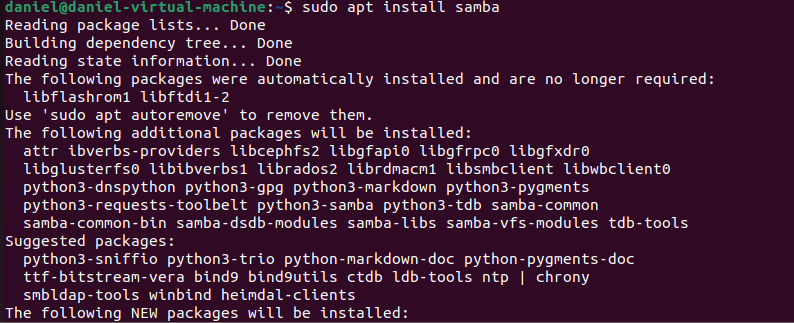 daniel@daniel-virtual-machine:~$ sudo apt install samba
Reading package lists... Done
Building dependency tree... Done
Reading state information... Done
The following packages were automatically installed and are no longer required:
  libflashrom1 libftdi1-2
Use 'sudo apt autoremove' to remove them.
The following additional packages will be installed:
  attr ibverbs-providers libcephfs2 libgfapi0 libgfrpc0 libgfxdr0
  libglusterfs0 libibverbs1 librados2 librdmacm1 libsmbclient libwbclient0
  python3-dnspython python3-gpg python3-markdown python3-pygments
  python3-requests-toolbelt python3-samba python3-tdb samba-common
  samba-common-bin samba-dsdb-modules samba-libs samba-vfs-modules tdb-tools
Suggested packages:
  python3-sniffio python3-trio python-markdown-doc python-pygments-doc
  ttf-bitstream-vera bind9 bind9utils ctdb ldb-tools ntp | chrony
  smbldap-tools winbind heimdal-clients
The following NEW packages will be installed: